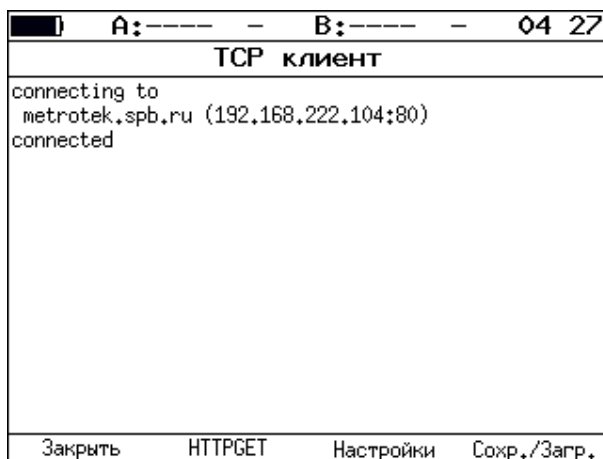 A:---- - - B:---- - 04 27
TCP клиент
connecting to
metrotek.spb.ru (192.168.222.104:80)
connected
Закрыть HTTPGET Настройки Сохр./Загр.